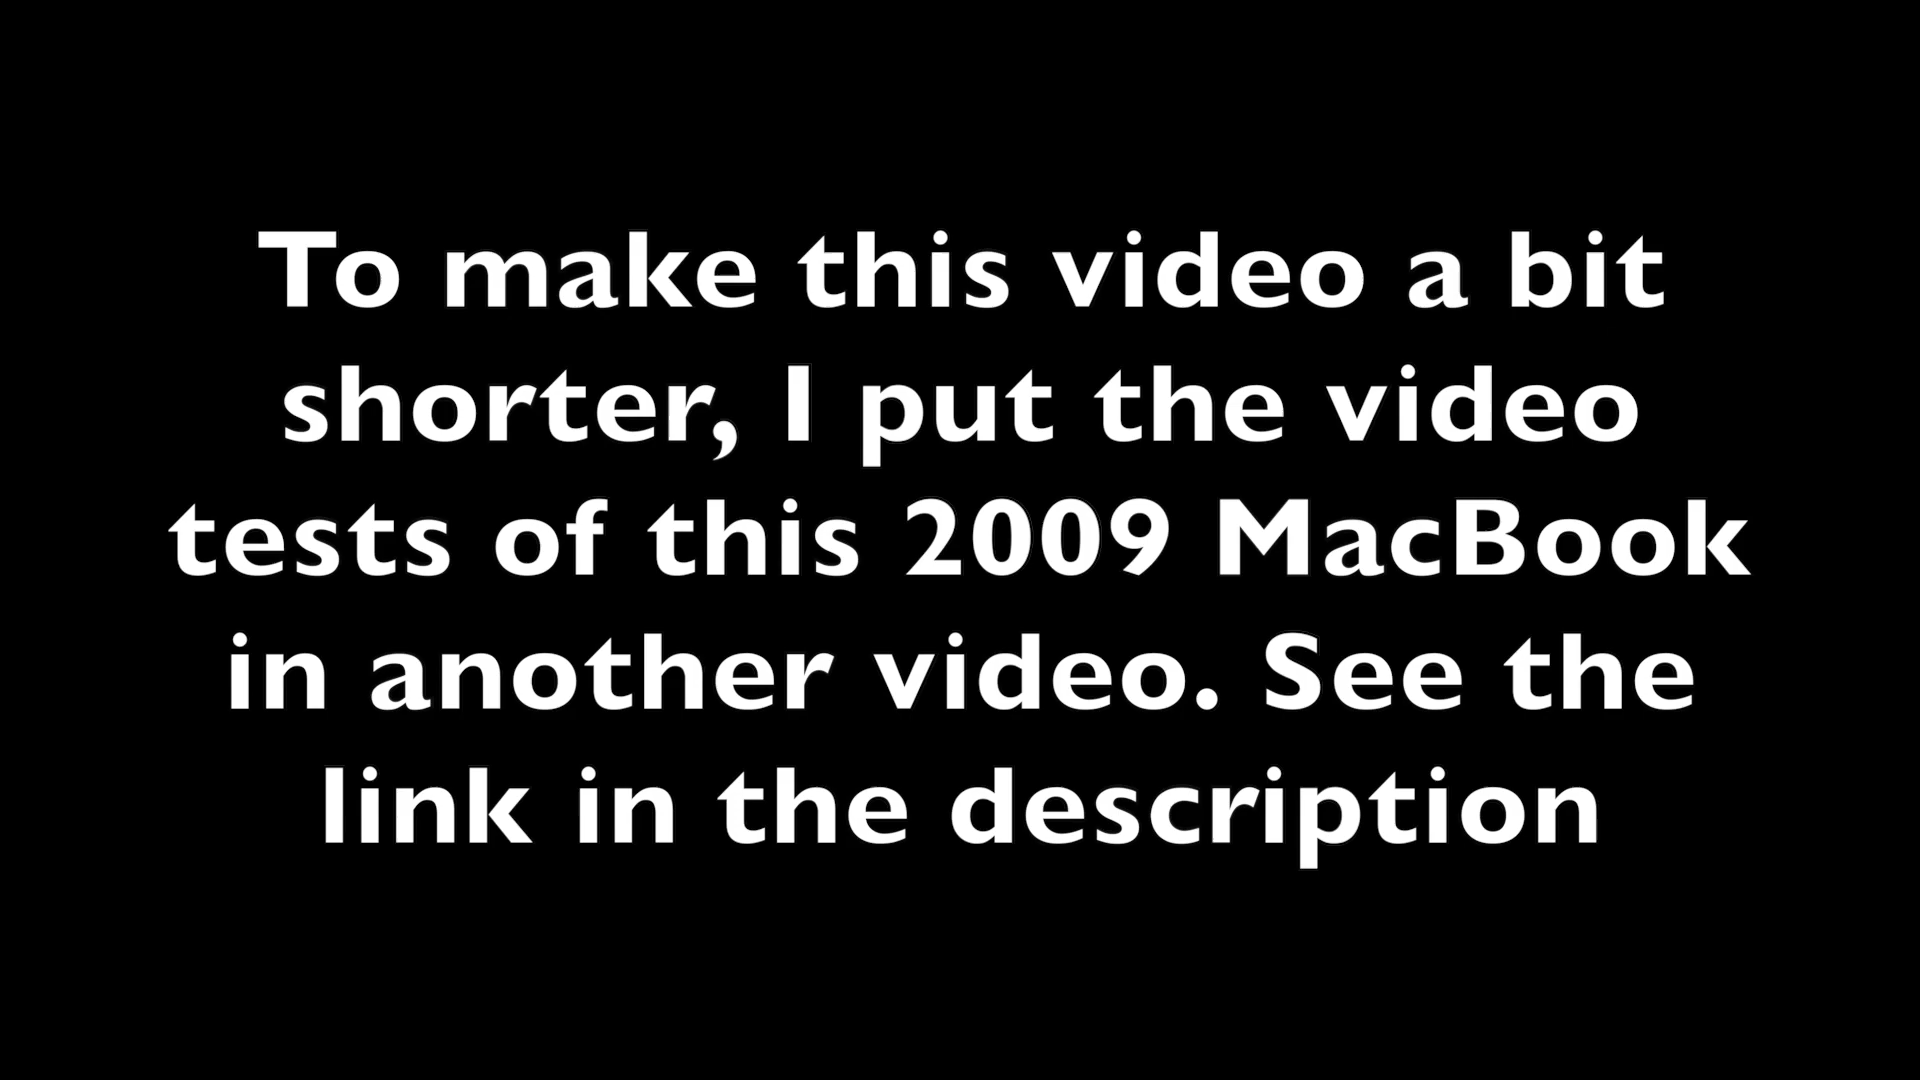 To make this video a bit
shorter, I put the video
tests of this 2009 MacBook
in another video. See the
link in the description